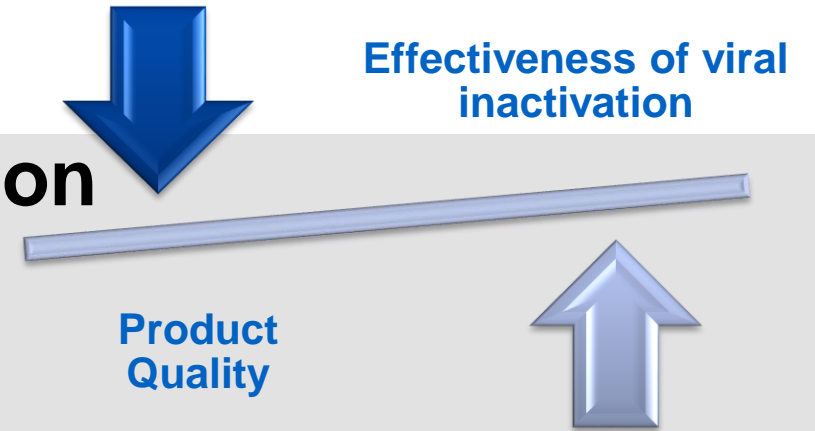 Effectiveness of viral
inactivation
on
Product
Quality